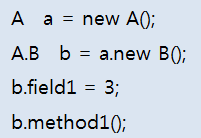 A a = new A();
A.B b = a.new B();
b.field1 = 3;
b.method1();